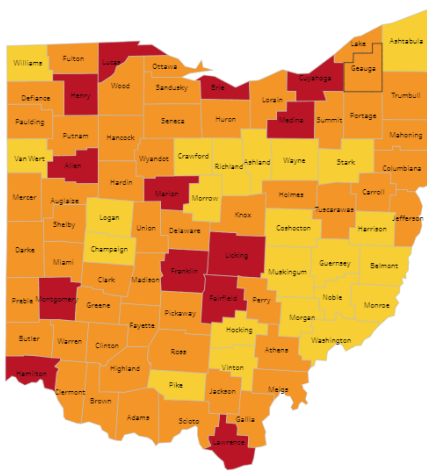 Lake
Ashtabula
Williams
Fulton
Lucas
Ottawa
Cuyahoga
Geauga
Defiance
Henry
Wood
Sandusky
Erie
Lorain
Trumbull
Paulding
Putnam
Hancock
Seneca
Huron
Medina
Summit
Portage
Mahoning
Van Wert
Allen
Wyandot
Crawford
Richland
Ashland
Wayne
Stark
Columbiana
Mercer
Auglaize
Hardin
Marion
Morrow
Holmes
Carroll
Shelby
Logan
Union
Delaware
Knox
Coshocton
Tuscarawas
Harrison
Jefferson
Darke
Miami
Champaign
Licking
Muskingum
Guernsey
Belmont
Preble
Montgomery
Clark
Greene
Madison
Franklin
Fairfield
Perry
Noble
Monroe
Butler
Warren
Clinton
Fayette
Pickaway
Hocking
Morgan
Washington
Hamilton
Clermont
Brown
Highland
Ross
Pike
Vinton
Athens
Meigs
Adams
Scioto
Jackson
Gallia
Lawrence